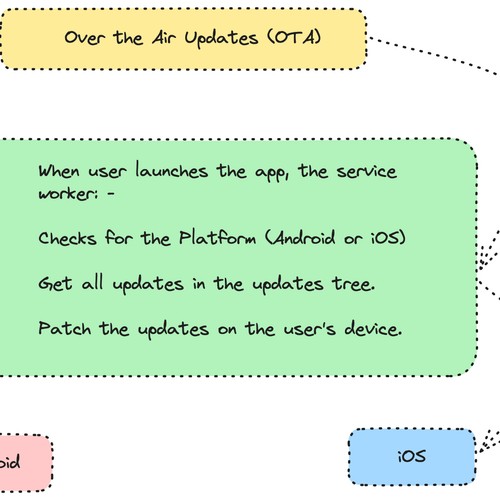 Over the Air Updates (OTA)
When user launches the app, the service
worker: -
Checks for the Platform (Android or iOS)
Get all updates in the updates tree.
Patch the updates on the user's device.
oid
iOS